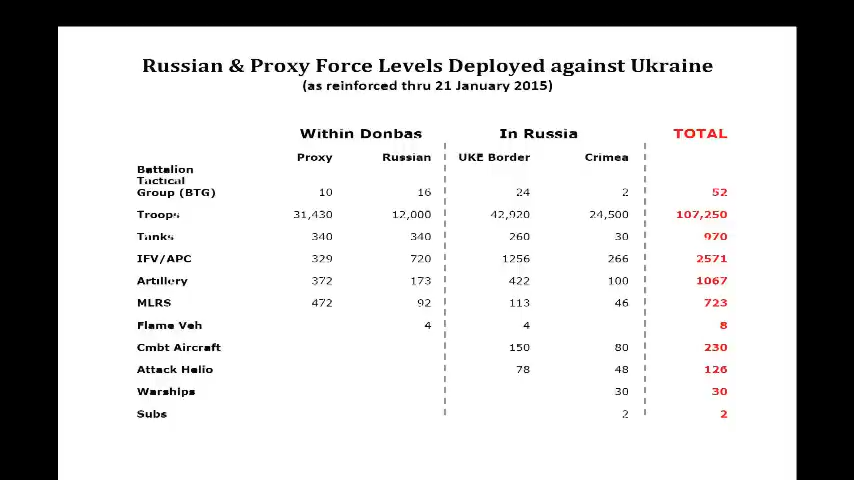 Russian & Proxy Force Levels Deployed against Ukraine
(as reinforced thru 21 January 2015)
Within Donbas In Russia TOTAL
Proxy Russian UKE Border Crimea
Battalion
Tactical
Group (BTG) 10 16 24 2 52
Troops 31,430 12,000 42,920 24,500 107,250
Tanks 340 340 260 30 970
IFV/APC 329 720 1256 266 2571
Artillery 372 173 422 100 1067
MLRS 472 92 113 46 723
Flame Veh 4 4 8
Cmbt Aircraft 150 80 230
Attack Helio 78 48 126
Warships 30 30
Subs 2 2